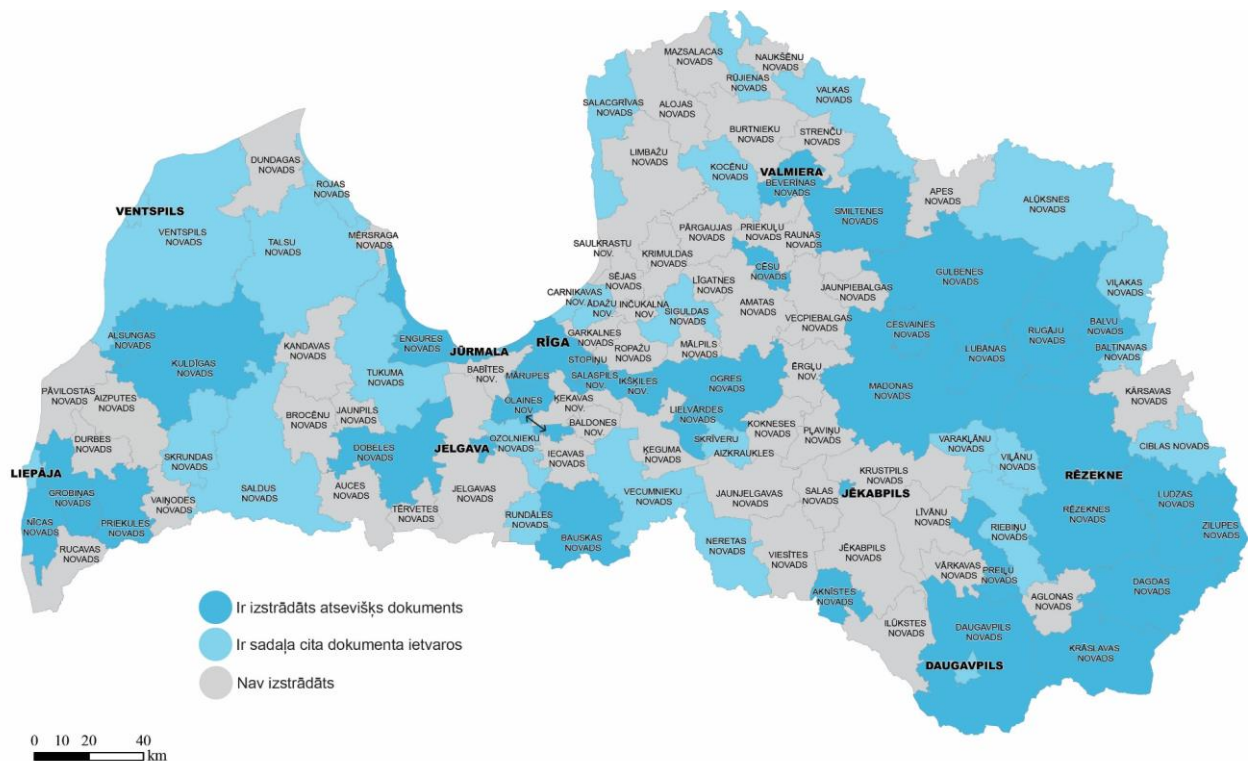 MAZSALACAS
NOVADS
NAUKŠĒNU
NOVADS
RŪJIENAS
NOVADS
VALKAS
NOVADS
SALACGRĪVAS
NOVADS
ALOJAS
NOVADS
BURTNIEKU
NOVADS
STRENČU
NOVADS
DUNDAGAS
NOVADS
LIMBAŽU
NOVADS
KOCĒNU
NOVADS
VALMIERA
BEVERĪNAS
NOVADS
ROJAS
NOVADS
APES
NOVADS
ALŪKSNES
NOVADS
VENTSPILS
VENTSPILS
NOVADS
SMILTENES
NOVADS
TALSU
NOVADS
MĒRSRAGA
NOVADS
PĀRGAUJAS
NOVADS
PRIEKUĻU
NOVADS
RAUNAS
NOVADS
SAULKRASTU
NOV.
KRIMULDAS
NOVADS
CĒSU
NOVADS
GULBENES
NOVADS
SĒJAS
NOVADS
LĪGATNES
NOVADS
JAUNPIEBALGAS
NOVADS
VIĻAKAS
NOVADS
CARNIKAVAS
NOV.
ĀDAŽU
NOV.
INČUKALNA
NOV.
SIGULDAS
NOVADS
AMATAS
NOVADS
VECPIEBALGAS
NOVADS
ALSUNGAS
NOVADS
KULDĪGAS
NOVADS
KANDAVAS
NOVADS
ENGURES
NOVADS
JŪRMALA
RĪGA
GARKALNES
NOVADS
ROPAŽU
NOVADS
MĀLPILS
NOVADS
CESVAINES
NOVADS
LUBĀNAS
NOVADS
RUGĀJU
NOVADS
BALVU
NOVADS
BALTINAVAS
NOVADS
STOPIŅU
TUKUMA
NOVADS
BABĪTES
NOV.
MĀRUPES
SALASPILS
NOV.
IKŠĶILES
NOV.
OGRES
NOVADS
ĒRGĻU
NOV.
MADONAS
NOVADS
KĀRSAVAS
NOVADS
PĀVILOSTAS
NOVADS
AIZPUTES
NOVADS
BROCĒNU
NOVADS
JAUNPILS
NOVADS
OLAINES
NOV.
ĶEKAVAS
NOV.
BALDONES
NOV.
LIELVĀRDES
NOVADS
KOKNESES
NOVADS
PĻAVIŅU
NOVADS
DURBES
NOVADS
DOBELES
NOVADS
JELGAVA
OZOLNIEKU
NOVADS
IECAVAS
NOVADS
ĶEGUMA
NOVADS
SKRĪVERU
AIZKRAUKLES
VARAKĻĀNU
NOVADS
VIĻĀNU
NOVADS
CIBLAS NOVADS
LIEPĀJA
GROBIŅAS
NOVADS
SKRUNDAS
NOVADS
SALDUS
NOVADS
AUCES
NOVADS
TĒRVETES
NOVADS
JELGAVAS
NOVADS
VECUMNIEKU
NOVADS
JAUNJELGAVAS
NOVADS
SALAS
NOVADS
KRUSTPILS
NOVADS
JĒKABPILS
LĪVĀNU
NOVADS
RĒZEKNE
RĒZEKNES
NOVADS
LUDZAS
NOVADS
ZILUPES
NOVADS
VAIŅODES
NOVADS
NĪCAS
NOVADS
PRIEKULES
NOVADS
RUCAVAS
NOVADS
RUNDĀLES
NOVADS
BAUSKAS
NOVADS
NERETAS
NOVADS
VIESĪTES
NOVADS
JĒKABPILS
NOVADS
RIEBIŅU
NOVADS
VĀRKAVAS
NOVADS
PREIĻU
NOVADS
AGLONAS
NOVADS
DAGDAS
NOVADS
AKNĪSTES
NOVADS
ILŪKSTES
NOVADS
DAUGAVPILS
NOVADS
KRĀSLAVAS
NOVADS
DAUGAVPILS
Ir izstrādāts atsevišķs dokuments
Ir sadaļa cita dokumenta ietvaros
Nav izstrādāts
0 10 20 40
km